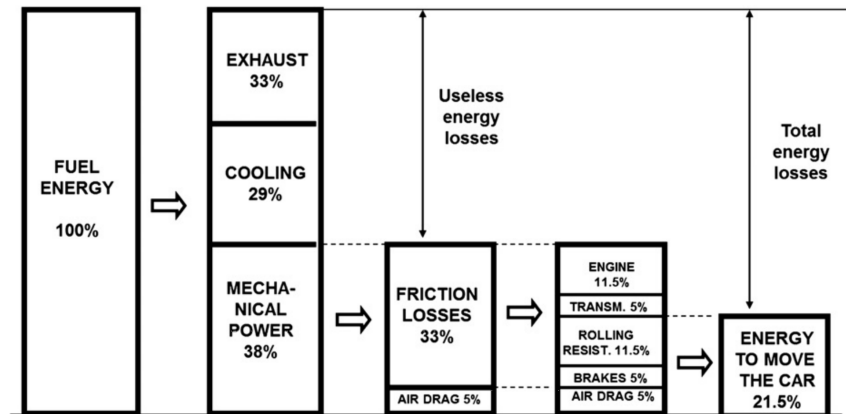 FUEL
ENERGY
100%
EXHAUST
33%
COOLING
29%
MECHA-
NICAL
POWER
38%
Useless
energy
losses
FRICTION
LOSSES
33%
AIR DRAG 5%
ENGINE
11.5%
TRANSM. 5%
ROLLING
RESIST. 11.5%
BRAKES 5%
AIR DRAG 5%
Total
energy
losses
ENERGY
TO MOVE
THE CAR
21.5%